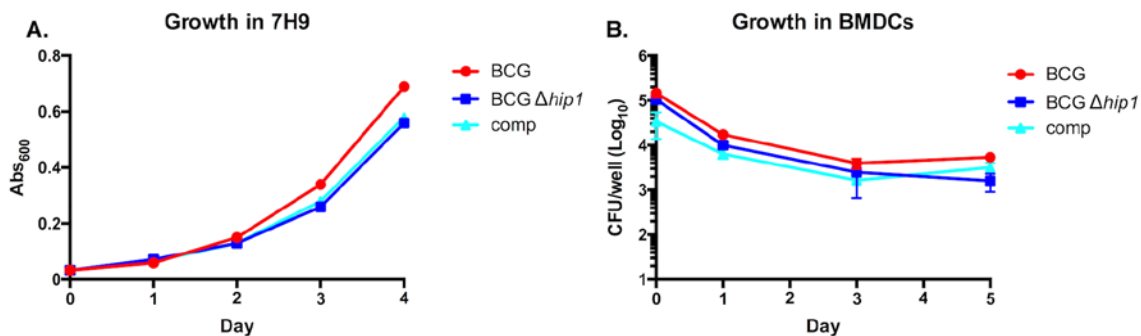 A.
Growth in 7H9
0.8
0.6
0.4
0.2
0
Abs600
0 1 2 3 4
Day
BCG
BCG Δhip1
comp
B.
Growth in BMDCs
6
5
4
3
2
1
CFU/well (Log10)
0 1 2 3 4 5
Day
BCG
BCG Δhip1
comp